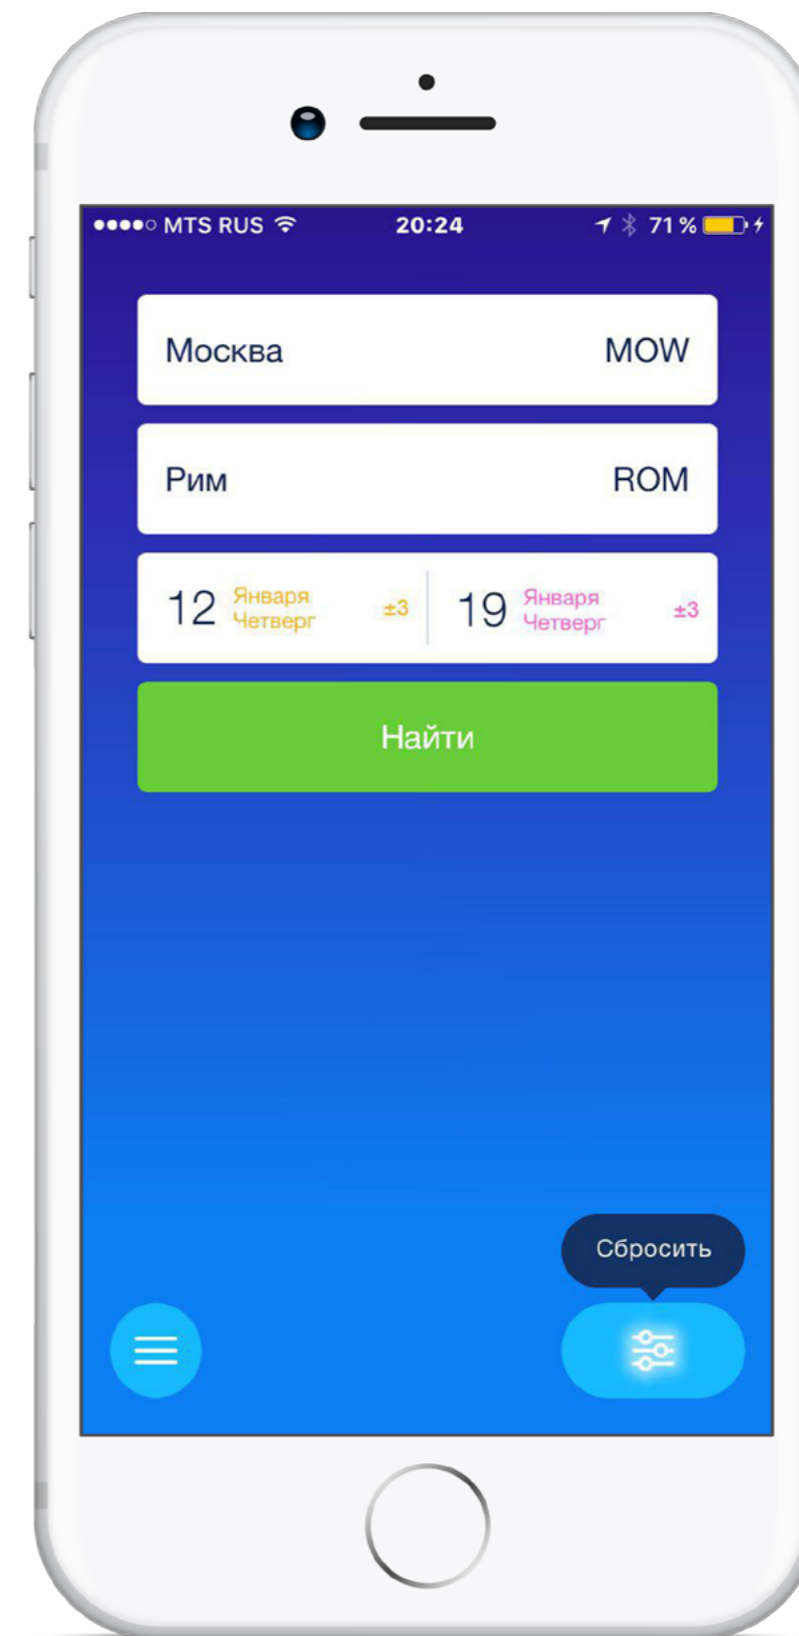 MTS RUS 20:24 71 %
Москва MOW
Рим ROM
12 Января Четверг ±3 19 Января Четверг ±3
Найти
Сбросить